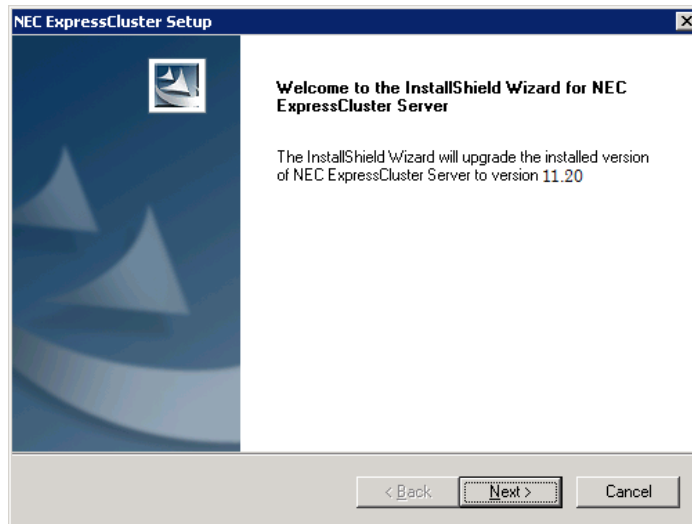 NEC ExpressCluster Setup
Welcome to the InstallShield Wizard for NEC
ExpressCluster Server
The InstallShield Wizard will upgrade the installed version
of NEC ExpressCluster Server to version 11.20
< Back
Next >
Cancel